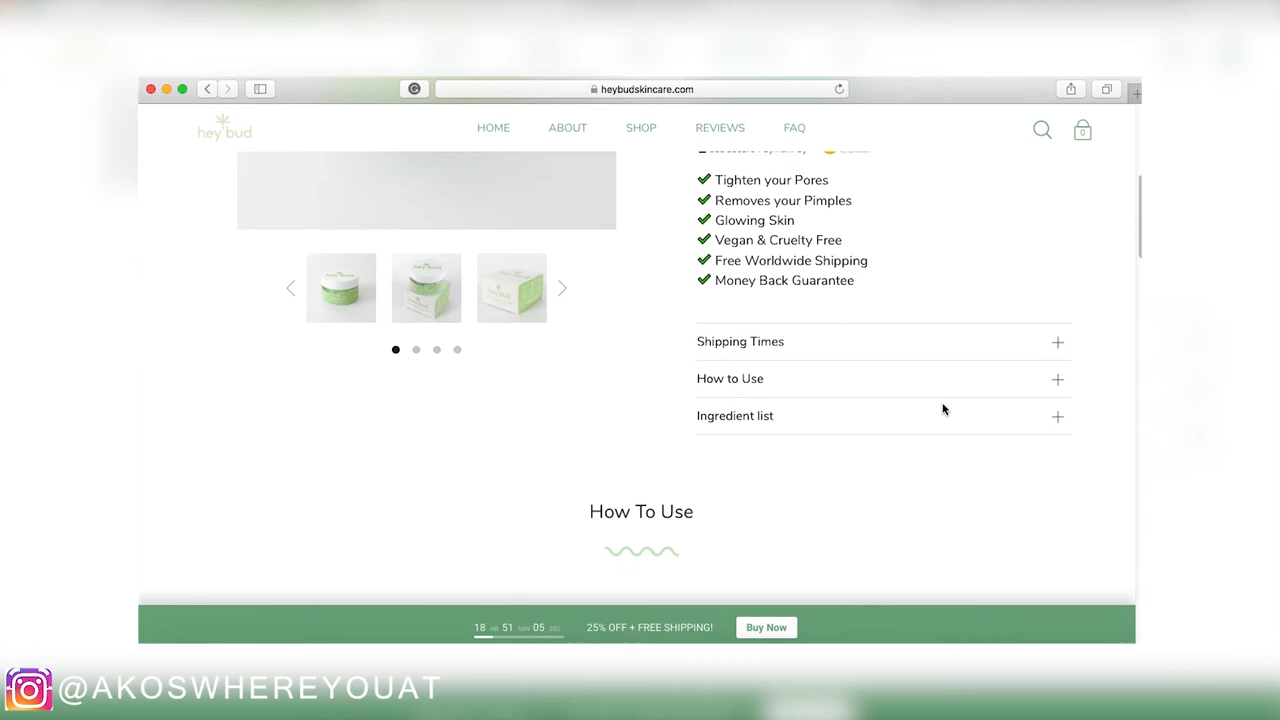 heybudskincare.com
hey bud
HOME
ABOUT
SHOP
REVIEWS
FAQ
0
Tighten your Pores
Removes your Pimples
Glowing Skin
Vegan & Cruelty Free
Free Worldwide Shipping
Money Back Guarantee
Shipping Times
How to Use
Ingredient list
How To Use
18 HR 51 MIN 05 SEC
25% OFF + FREE SHIPPING!
Buy Now
@AKOSWHEREYOUAT